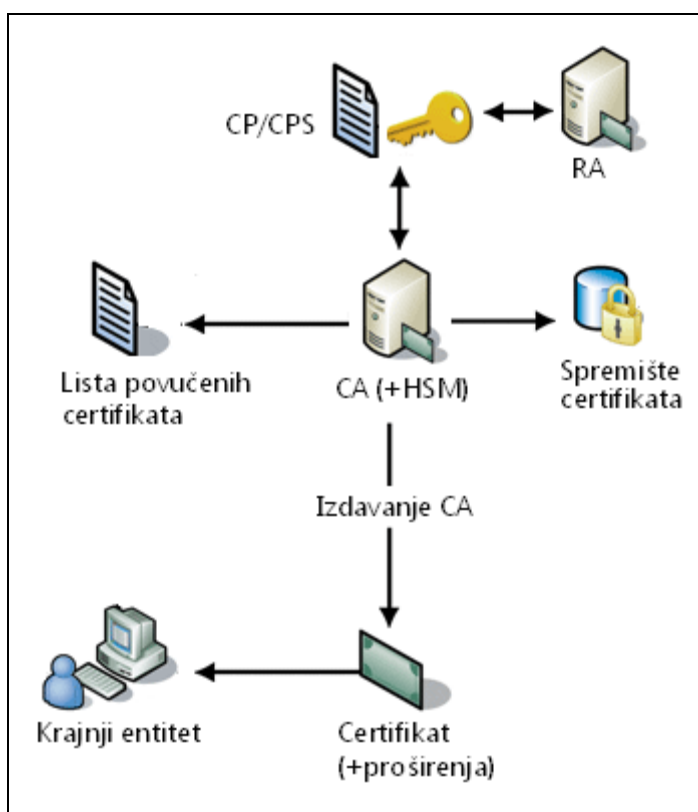 CP/CPS
RA
Lista povučenih
certifikata
CA (+HSM)
Spremište
certifikata
Izdavanje CA
Krajnji entitet
Certifikat
(+proširenja)